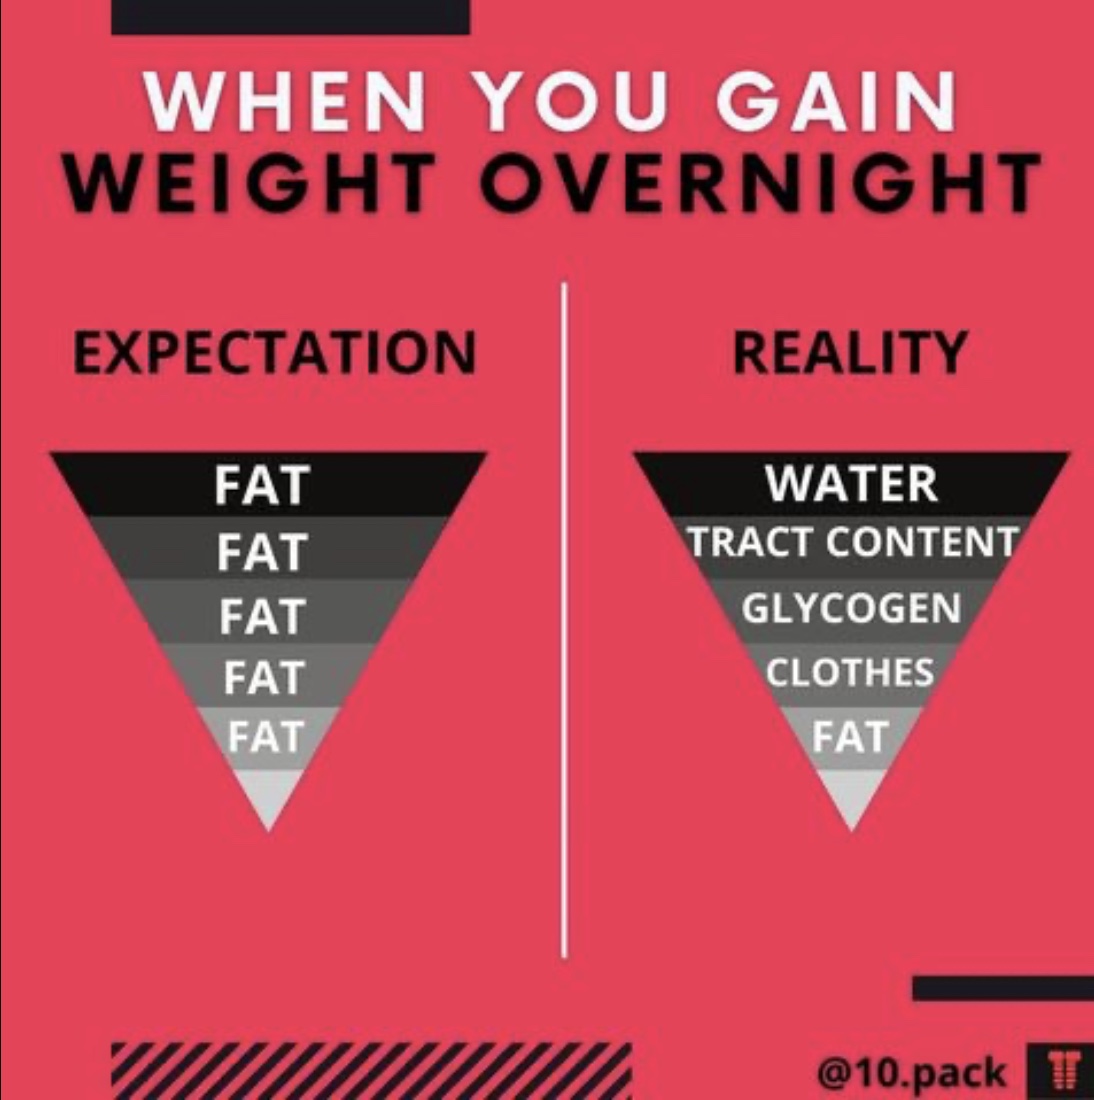 WHEN YOU GAIN
WEIGHT OVERNIGHT
EXPECTATION
FAT
FAT
FAT
FAT
FAT
REALITY
WATER
TRACT CONTENT
GLYCOGEN
CLOTHES
FAT
@10.pack